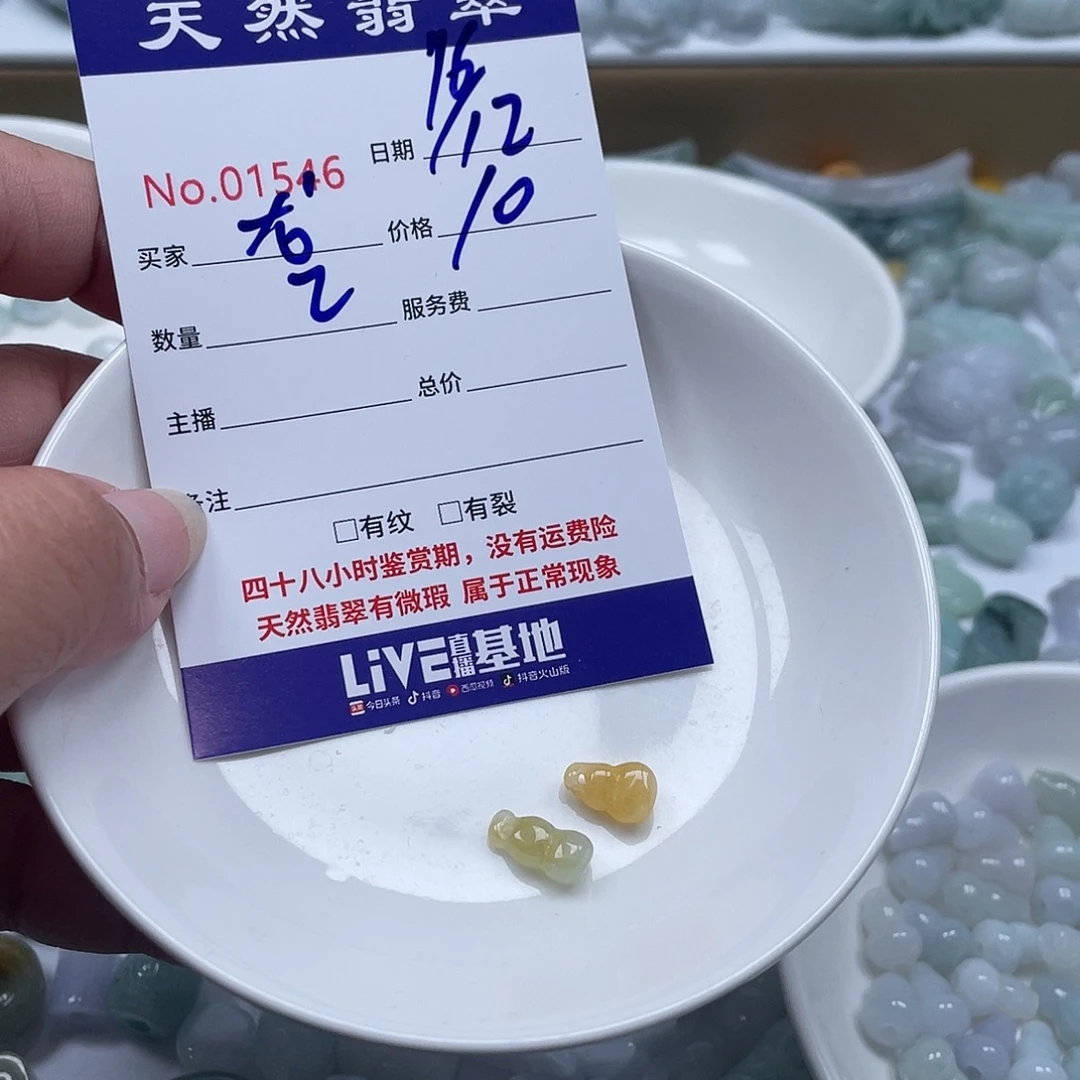 天然翡翠
No.01546
日期
12
买家
价格 10
数量
服务费
主播
总价
备注
□有纹 □有裂
四十八小时鉴赏期，没有运费险
天然翡翠有微瑕 属于正常现象
LiVE直播基地
今日头条 抖音 西瓜视频 抖音火山版